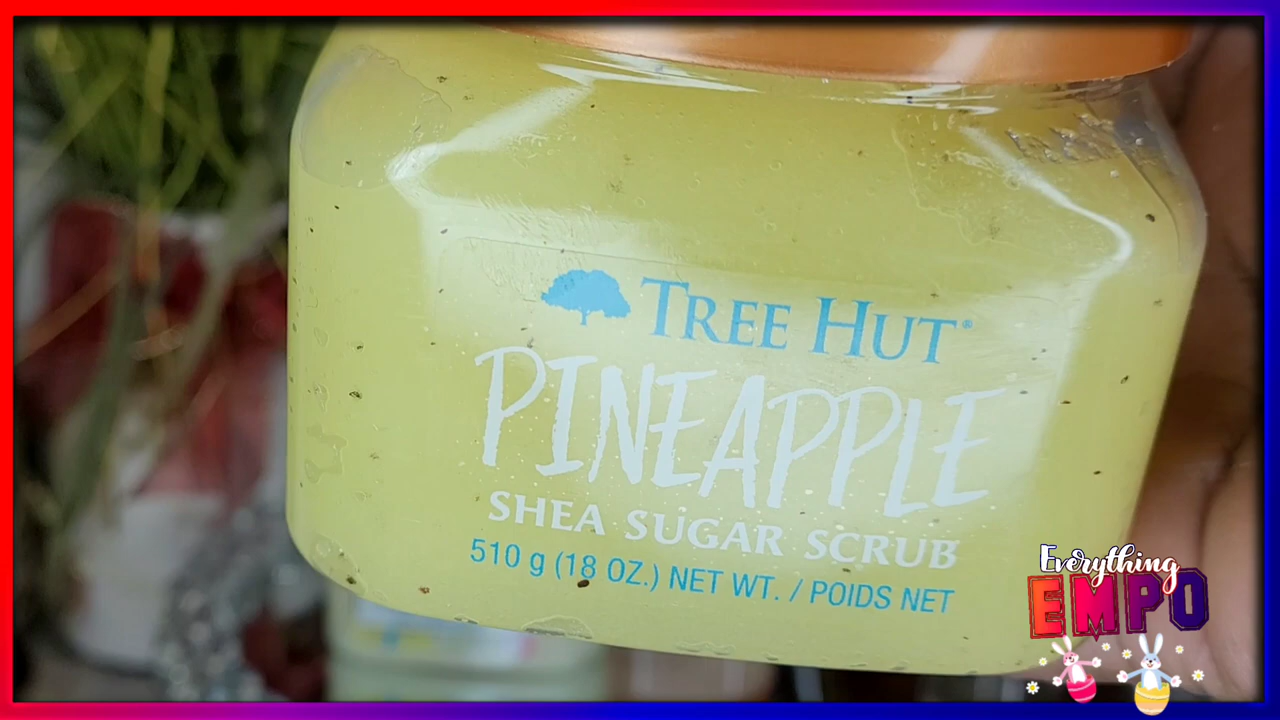 TREE HUT®
PINEAPPLE
SHEA SUGAR SCRUB
510 g (18 OZ.) NET WT. / POIDS NET
Everything
EMPO